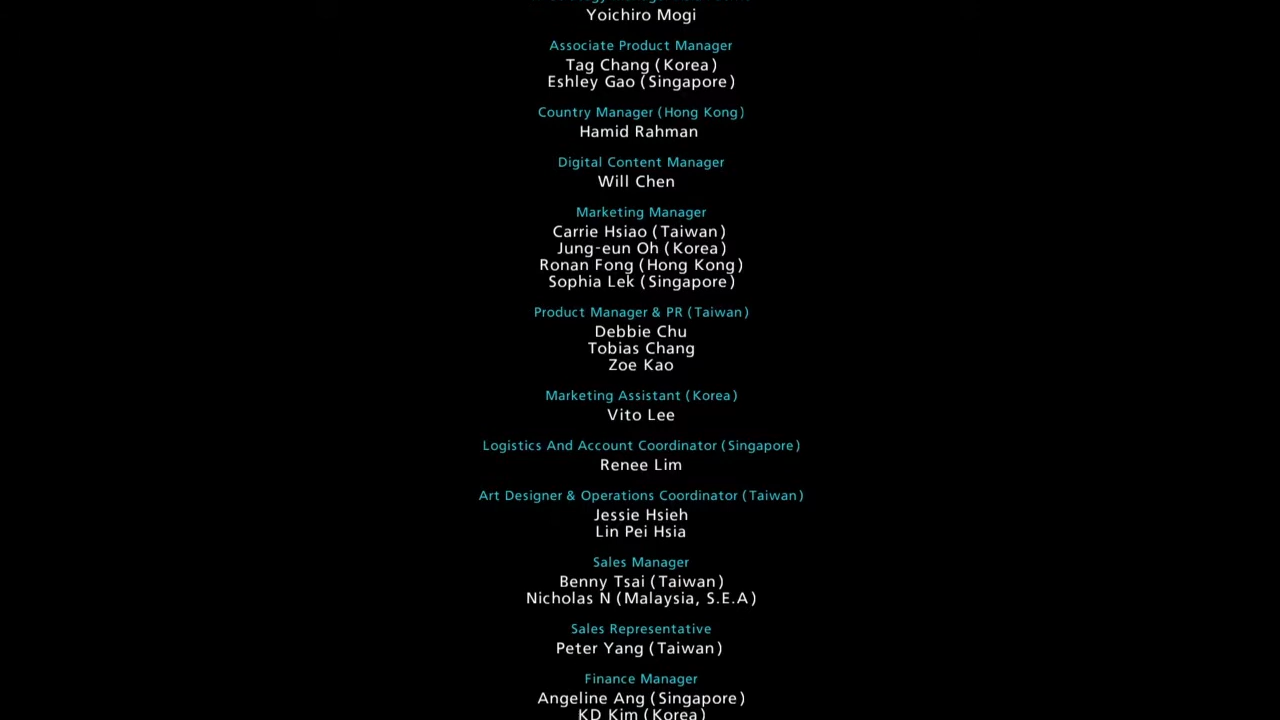 Yoichiro Mogi
Associate Product Manager
Tag Chang (Korea)
Eshley Gao (Singapore)
Country Manager (Hong Kong)
Hamid Rahman
Digital Content Manager
Will Chen
Marketing Manager
Carrie Hsiao (Taiwan)
Jung-eun Oh (Korea)
Ronan Fong (Hong Kong)
Sophia Lek (Singapore)
Product Manager & PR (Taiwan)
Debbie Chu
Tobias Chang
Zoe Kao
Marketing Assistant (Korea)
Vito Lee
Logistics And Account Coordinator (Singapore)
Renee Lim
Art Designer & Operations Coordinator (Taiwan)
Jessie Hsieh
Lin Pei Hsia
Sales Manager
Benny Tsai (Taiwan)
Nicholas N (Malaysia, S.E.A)
Sales Representative
Peter Yang (Taiwan)
Finance Manager
Angeline Ang (Singapore)
KD Kim (Korea)